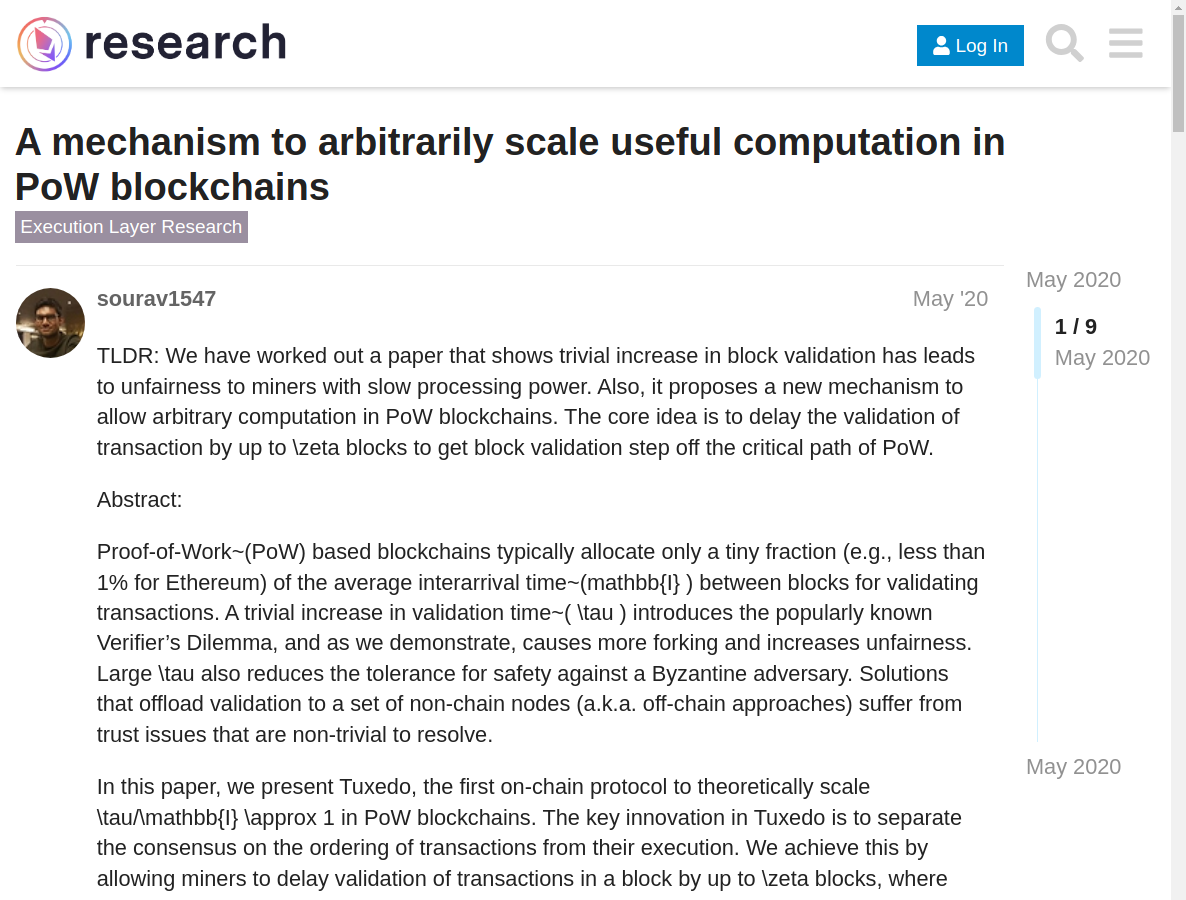 research
Log In
A mechanism to arbitrarily scale useful computation in
PoW blockchains
Execution Layer Research
May 2020
sourav1547
May '20
1 / 9
May 2020
TLDR: We have worked out a paper that shows trivial increase in block validation has leads
to unfairness to miners with slow processing power. Also, it proposes a new mechanism to
allow arbitrary computation in PoW blockchains. The core idea is to delay the validation of
transaction by up to \zeta blocks to get block validation step off the critical path of PoW.
Abstract:
Proof-of-Work~(PoW) based blockchains typically allocate only a tiny fraction (e.g., less than
1% for Ethereum) of the average interarrival time~(mathbb{I} ) between blocks for validating
transactions. A trivial increase in validation time~( \tau ) introduces the popularly known
Verifier’s Dilemma, and as we demonstrate, causes more forking and increases unfairness.
Large \tau also reduces the tolerance for safety against a Byzantine adversary. Solutions
that offload validation to a set of non-chain nodes (a.k.a. off-chain approaches) suffer from
trust issues that are non-trivial to resolve.
May 2020
In this paper, we present Tuxedo, the first on-chain protocol to theoretically scale
\tau/\mathbb{I} \approx 1 in PoW blockchains. The key innovation in Tuxedo is to separate
the consensus on the ordering of transactions from their execution. We achieve this by
allowing miners to delay validation of transactions in a block by up to \zeta blocks, where